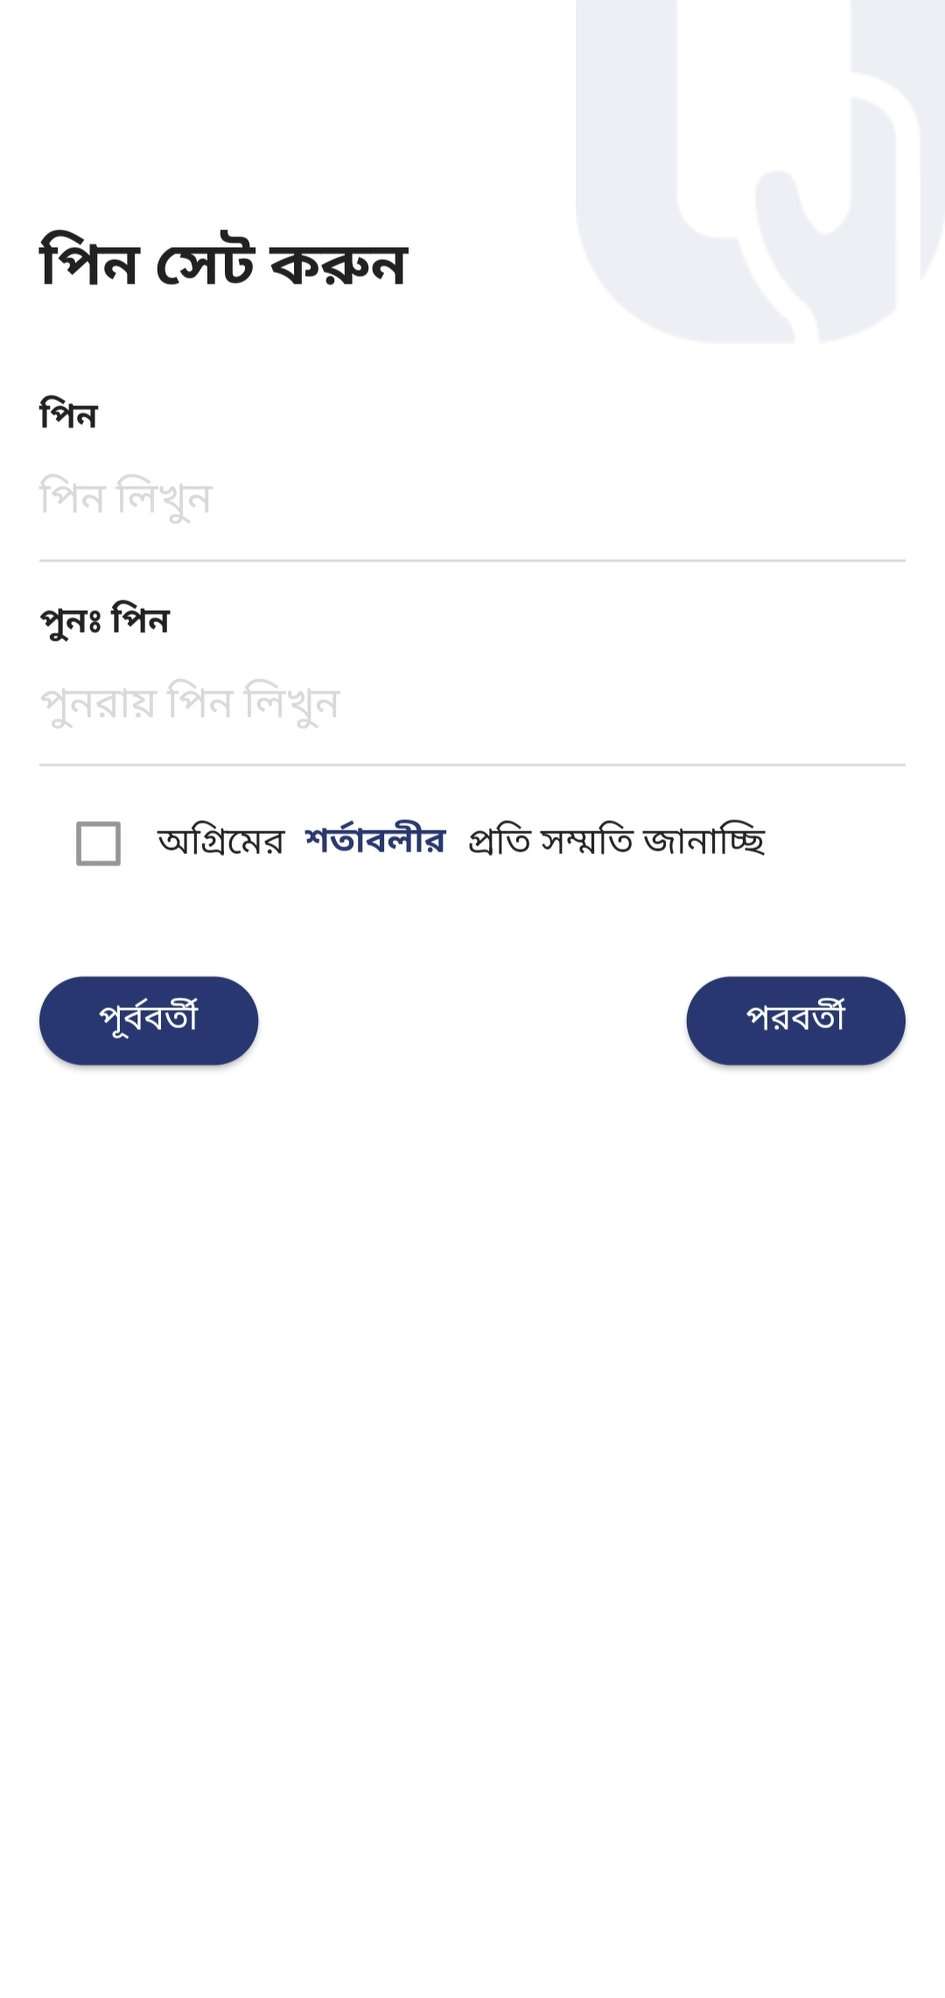 পিন সেট করুন
পিন
পিন লিখুন
পুনঃ পিন
পুনরায় পিন লিখুন
অগ্রিমের শর্তাবলীর প্রতি সম্মতি জানাচ্ছি
পূর্ববর্তী
পরবর্তী